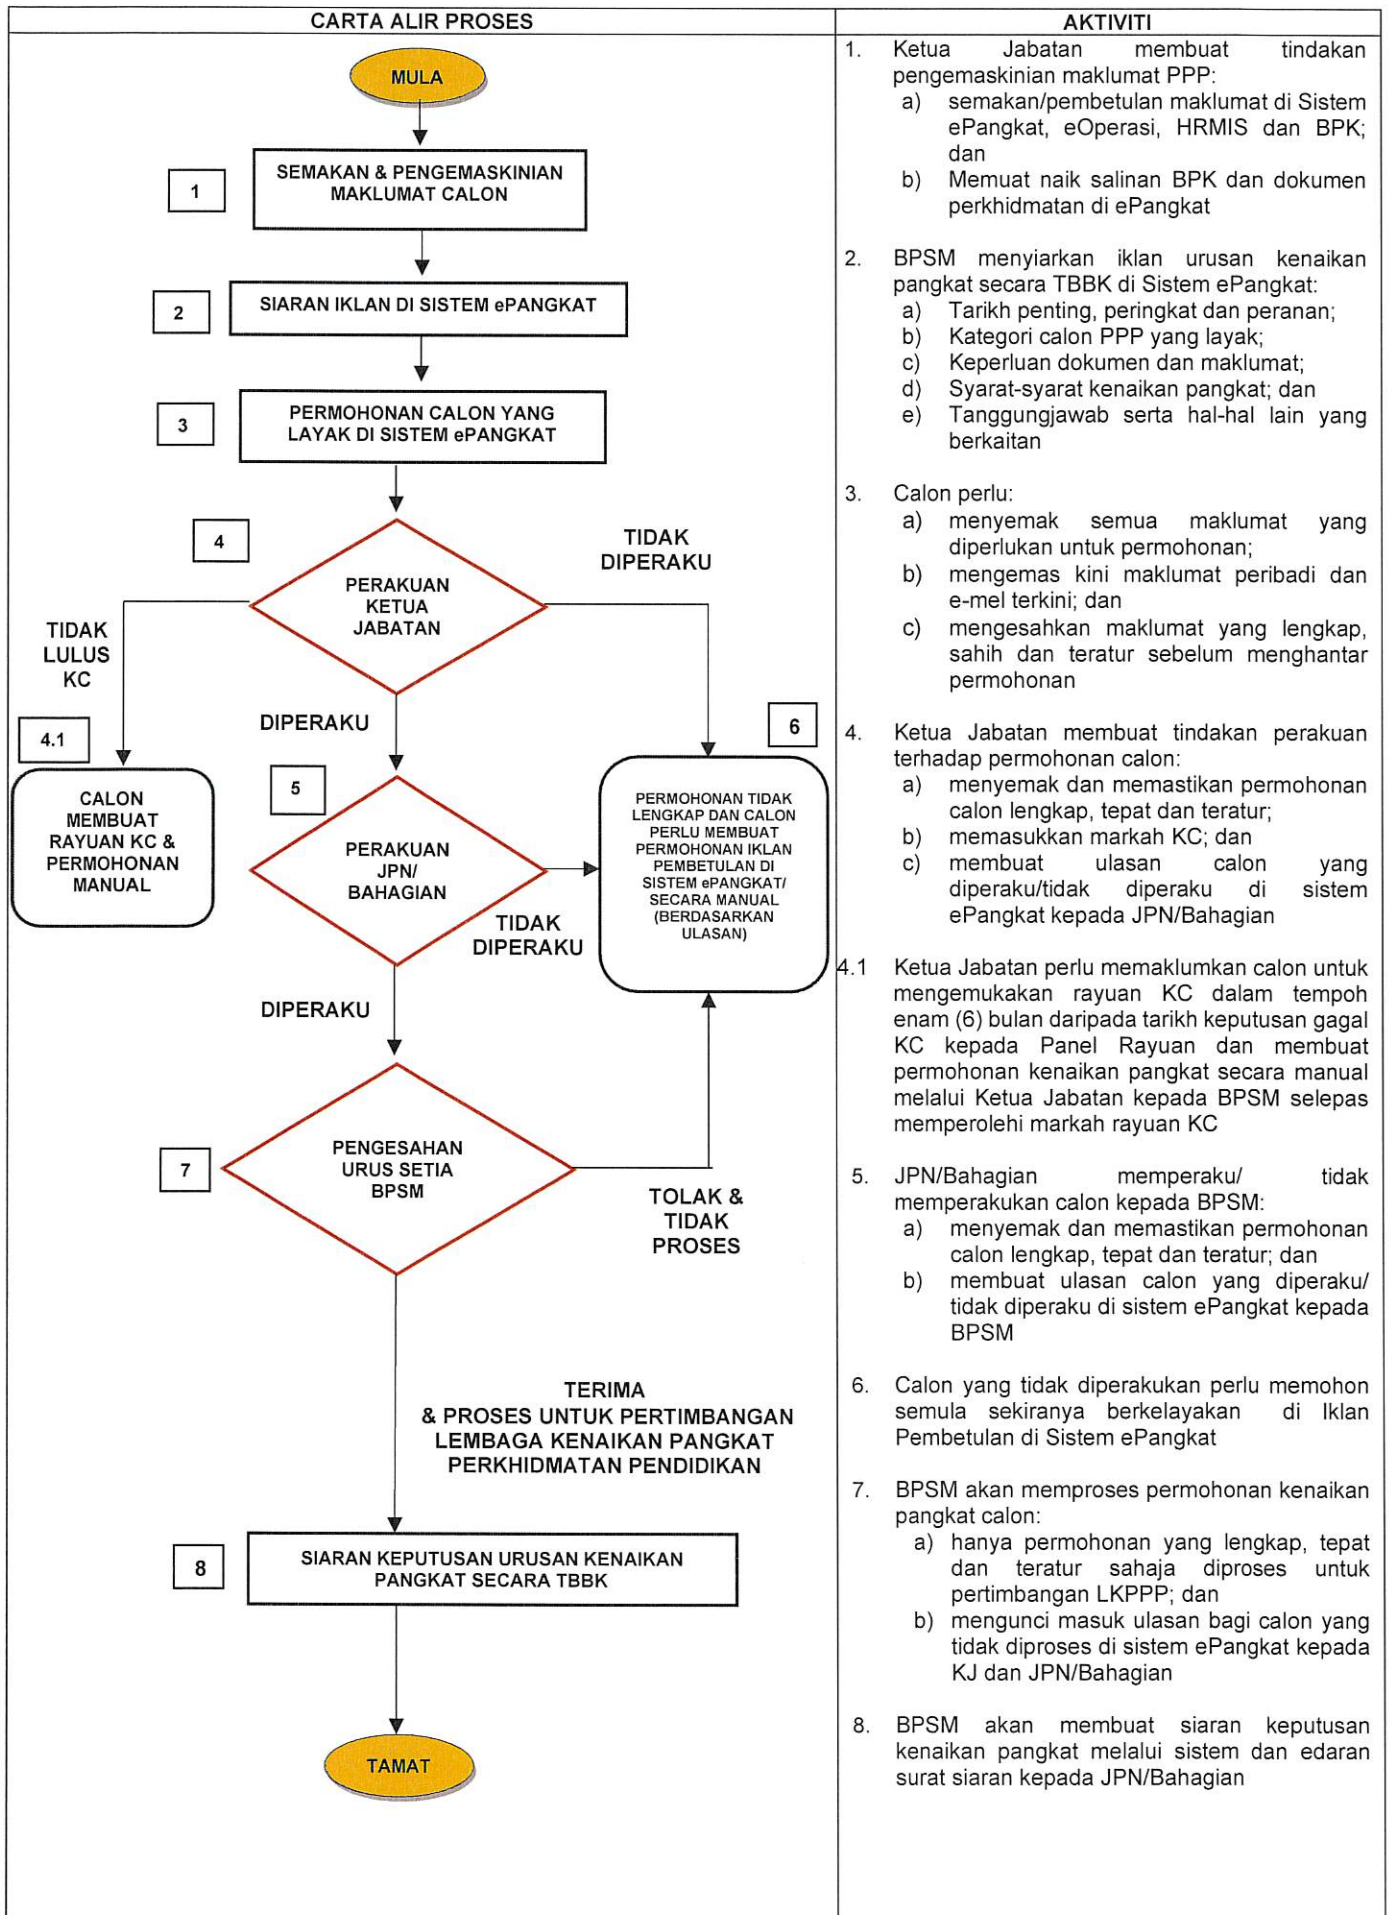 CARTA ALIR PROSES
MULA
1
SEMAKAN & PENGEMASKINIAN
MAKLUMAT CALON
2
SIARAN IKLAN DI SISTEM ePANGKAT
3
PERMOHONAN CALON YANG
LAYAK DI SISTEM ePANGKAT
4
PERAKUAN
KETUA
JABATAN
TIDAK
DIPERAKU
TIDAK
LULUS
KC
DIPERAKU
4.1
CALON
MEMBUAT
RAYUAN KC &
PERMOHONAN
MANUAL
5
PERAKUAN
JPN/
BAHAGIAN
TIDAK
DIPERAKU
6
PERMOHONAN TIDAK
LENGKAP DAN CALON
PERLU MEMBUAT
PERMOHONAN IKLAN
PEMBETULAN DI
SISTEM ePANGKAT/
SECARA MANUAL
(BERDASARKAN
ULASAN)
DIPERAKU
7
PENGESAHAN
URUS SETIA
BPSM
TOLAK &
TIDAK
PROSES
TERIMA
& PROSES UNTUK PERTIMBANGAN
LEMBAGA KENAIKAN PANGKAT
PERKHIDMATAN PENDIDIKAN
8
SIARAN KEPUTUSAN URUSAN KENAIKAN
PANGKAT SECARA TBBK
TAMAT
AKTIVITI
1. Ketua Jabatan membuat tindakan
pengemaskinian maklumat PPP:
a) semakan/pembetulan maklumat di Sistem
ePangkat, eOperasi, HRMIS dan BPK;
dan
b) Memuat naik salinan BPK dan dokumen
perkhidmatan di ePangkat
2. BPSM menyiarkan iklan urusan kenaikan
pangkat secara TBBK di Sistem ePangkat:
a) Tarikh penting, peringkat dan peranan;
b) Kategori calon PPP yang layak;
c) Keperluan dokumen dan maklumat;
d) Syarat-syarat kenaikan pangkat; dan
e) Tanggungjawab serta hal-hal lain yang
berkaitan
3. Calon perlu:
a) menyemak semua maklumat yang
diperlukan untuk permohonan;
b) mengemas kini maklumat peribadi dan
e-mel terkini; dan
c) mengesahkan maklumat yang lengkap,
sahih dan teratur sebelum menghantar
permohonan
4. Ketua Jabatan membuat tindakan perakuan
terhadap permohonan calon:
a) menyemak dan memastikan permohonan
calon lengkap, tepat dan teratur;
b) memasukkan markah KC; dan
c) membuat ulasan calon yang
diperaku/tidak diperaku di sistem
ePangkat kepada JPN/Bahagian
4.1 Ketua Jabatan perlu memaklumkan calon untuk
mengemukakan rayuan KC dalam tempoh
enam (6) bulan daripada tarikh keputusan gagal
KC kepada Panel Rayuan dan membuat
permohonan kenaikan pangkat secara manual
melalui Ketua Jabatan kepada BPSM selepas
memperolehi markah rayuan KC
5. JPN/Bahagian memperaku/ tidak
memperakukan calon kepada BPSM:
a) menyemak dan memastikan permohonan
calon lengkap, tepat dan teratur; dan
b) membuat ulasan calon yang diperaku/
tidak diperaku di sistem ePangkat kepada
BPSM
6. Calon yang tidak diperakukan perlu memohon
semula sekiranya berkelayakan di Iklan
Pembetulan di Sistem ePangkat
7. BPSM akan memproses permohonan kenaikan
pangkat calon:
a) hanya permohonan yang lengkap, tepat
dan teratur sahaja diproses untuk
pertimbangan LKPPP; dan
b) mengunci masuk ulasan bagi calon yang
tidak diproses di sistem ePangkat kepada
KJ dan JPN/Bahagian
8. BPSM akan membuat siaran keputusan
kenaikan pangkat melalui sistem dan edaran
surat siaran kepada JPN/Bahagian